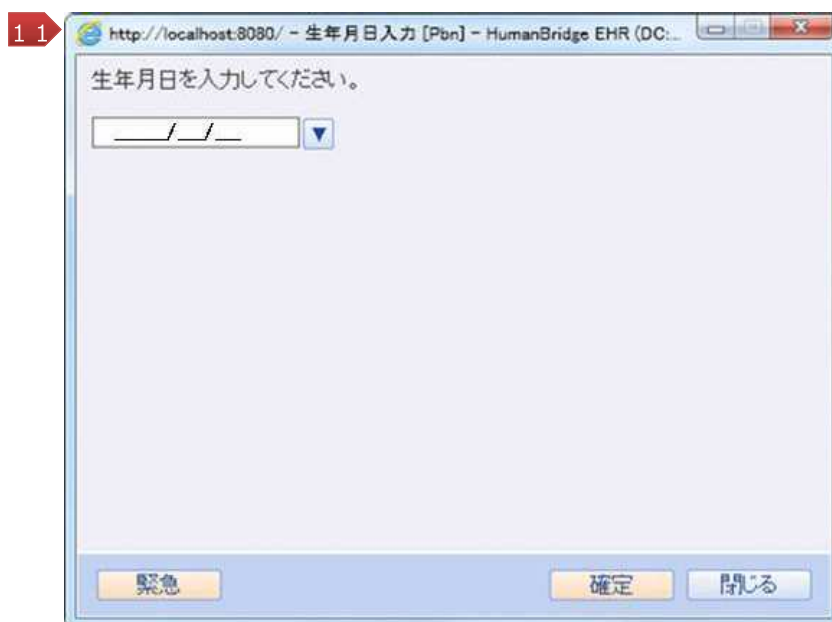 １１
http://localhost:8080/ - 生年月日入力 [Pbn] - HumanBridge EHR (DC:...
生年月日を入力してください。
____/__/__
緊急 確定 閉じる